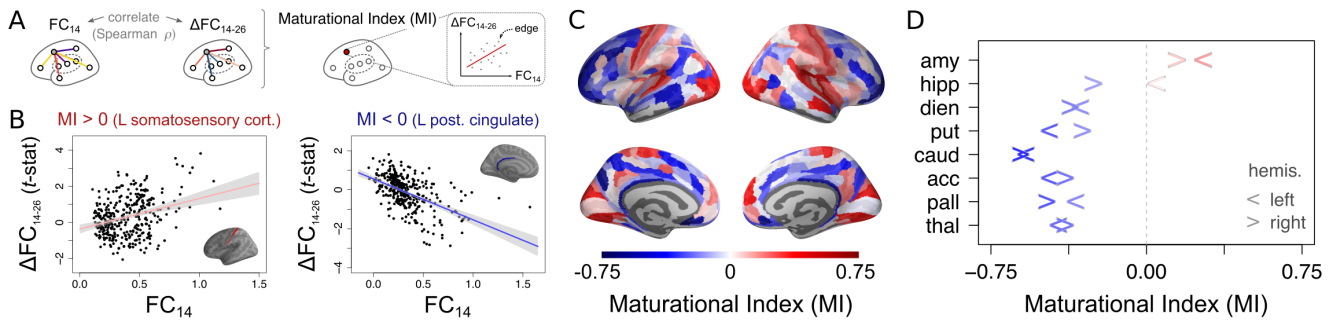 A
FC14
correlate
(Spearman ρ)
ΔFC14-26
Maturational Index (MI)
ΔFC14-26
edge
FC14
B
MI > 0 (L somatosensory cort.)
ΔFC14-26 (t-stat)
4
2
0
−2
0.0 0.5 1.0 1.5
FC14
MI < 0 (L post. cingulate)
ΔFC14-26 (t-stat)
2
0
−2
−4
0.0 0.5 1.0 1.5
FC14
C
-0.75 0 0.75
Maturational Index (MI)
D
amy
hipp
dien
put
caud
acc
pall
thal
hemis.
< left
> right
−0.75 0.00 0.75
Maturational Index (MI)